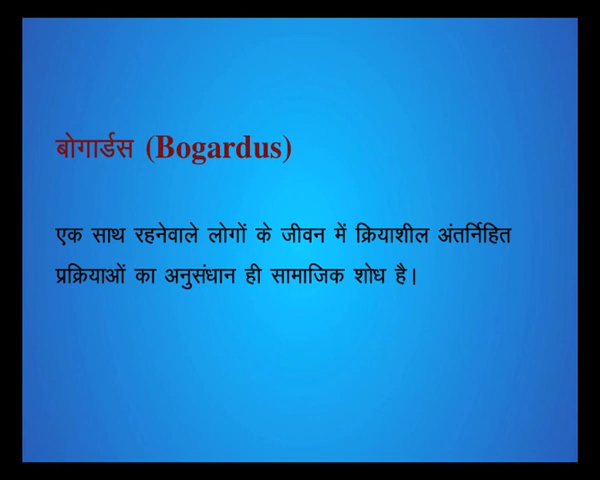 बोगार्डस (Bogardus)
एक साथ रहनेवाले लोगों के जीवन में क्रियाशील अंतर्निहित
प्रक्रियाओं का अनुसंधान ही सामाजिक शोध है।